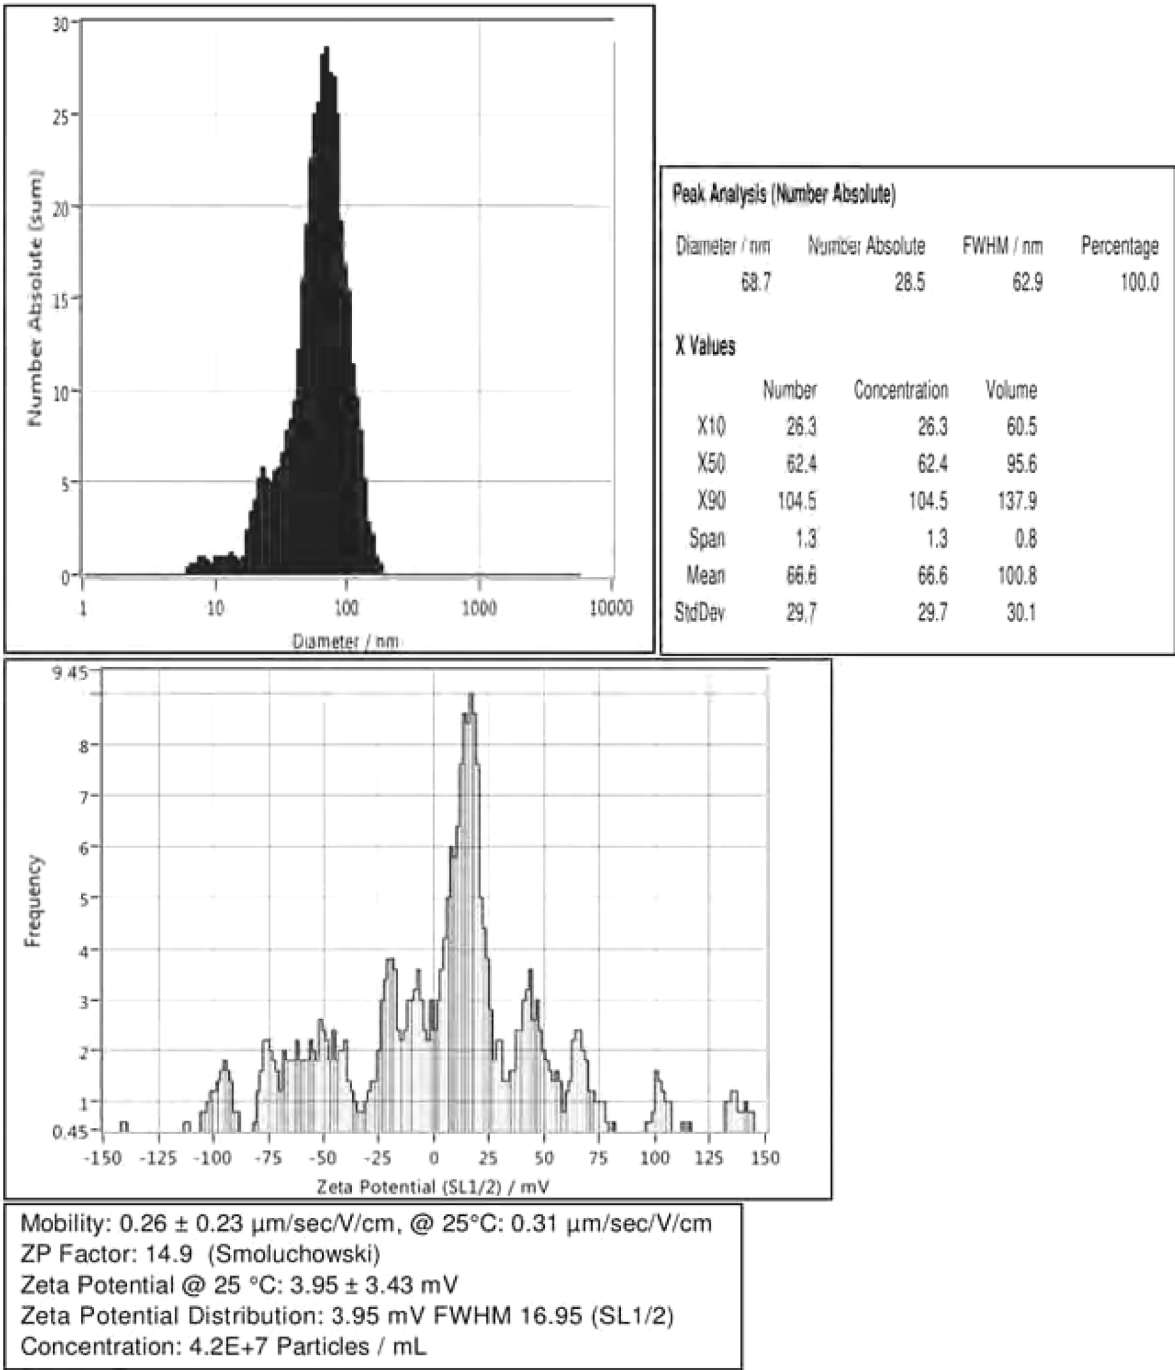 30
25
20
15
10
5
0
Number Absolute (sum)
1 10 100 1000 10000
Diameter / nm
Peak Analysis (Number Absolute)
Diameter / nm Number Absolute FWHM / nm Percentage
68.7 28.5 62.9 100.0
X Values
Number Concentration Volume
X10 26.3 26.3 60.5
X50 62.4 62.4 95.6
X90 104.5 104.5 137.9
Span 1.3 1.3 0.8
Mean 66.6 66.6 100.8
StdDev 29.7 29.7 30.1
9.45
8
7
6
5
4
3
2
1
0.45
Frequency
-150 -125 -100 -75 -50 -25 0 25 50 75 100 125 150
Zeta Potential (SL1/2) / mV
Mobility: 0.26 ± 0.23 µm/sec/V/cm, @ 25°C: 0.31 µm/sec/V/cm
ZP Factor: 14.9 (Smoluchowski)
Zeta Potential @ 25 °C: 3.95 ± 3.43 mV
Zeta Potential Distribution: 3.95 mV FWHM 16.95 (SL1/2)
Concentration: 4.2E+7 Particles / mL